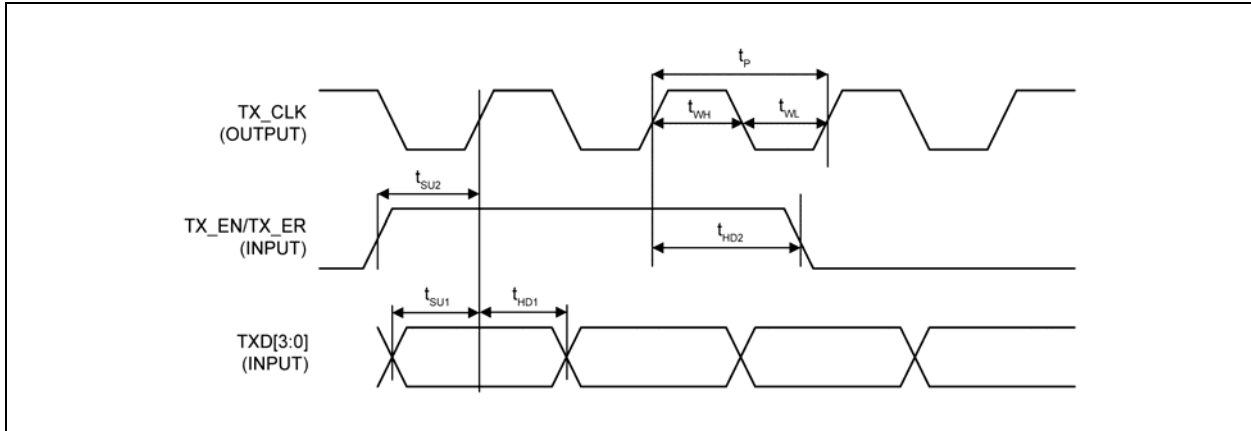 t_P
TX_CLK
(OUTPUT)
t_WH
t_WL
t_SU2
TX_EN/TX_ER
(INPUT)
t_HD2
t_SU1
t_HD1
TXD[3:0]
(INPUT)